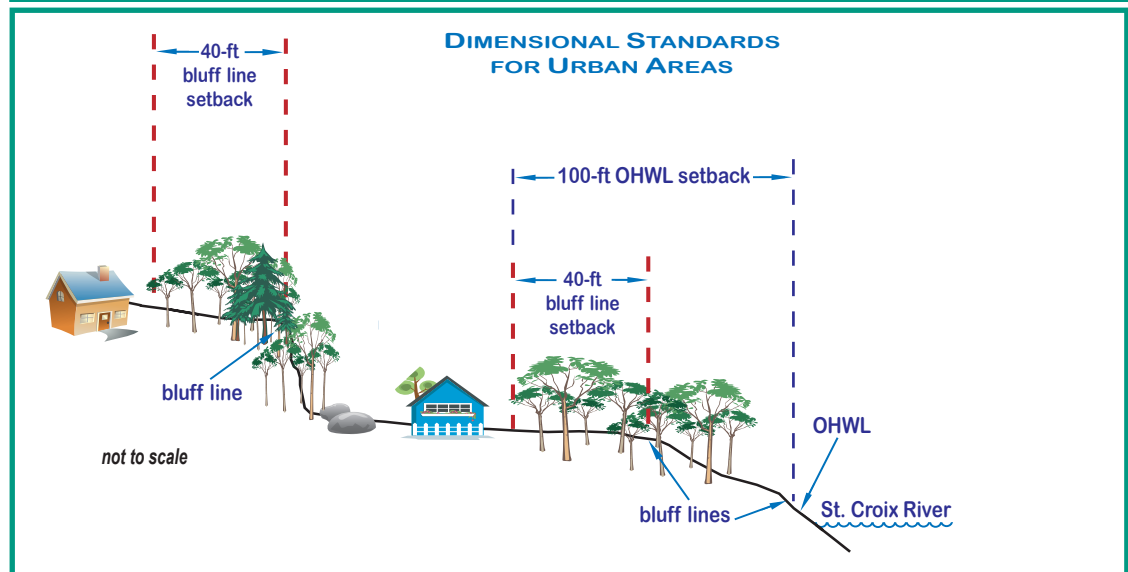 DIMENSIONAL STANDARDS
FOR URBAN AREAS
40-ft
bluff line
setback
100-ft OHWL setback
40-ft
bluff line
setback
bluff line
OHWL
not to scale
St. Croix River
bluff lines